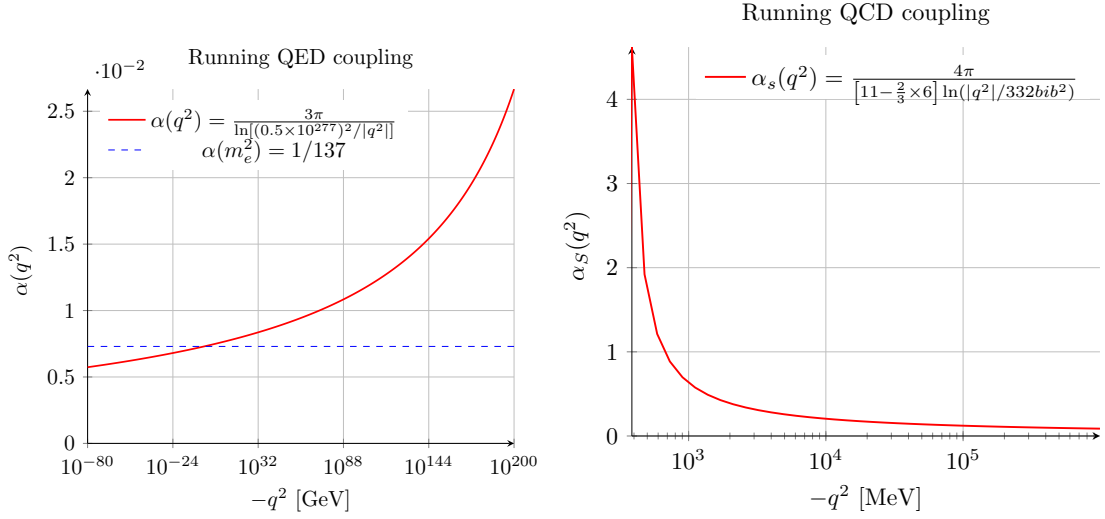 Running QED coupling
·10⁻²
α(q²) = 3π / ln[(0.5×10²⁷⁷)²/|q²|]
α(mₑ²) = 1/137
2.5
2
1.5
1
0.5
0
α(q²)
10⁻⁸⁰ 10⁻²⁴ 10³² 10⁸⁸ 10¹⁴⁴ 10²⁰⁰
−q² [GeV]
Running QCD coupling
αₛ(q²) = 4π / [11−⅔×6] ln(|q²|/332bib²)
4
3
2
1
0
α_S(q²)
10³ 10⁴ 10⁵
−q² [MeV]